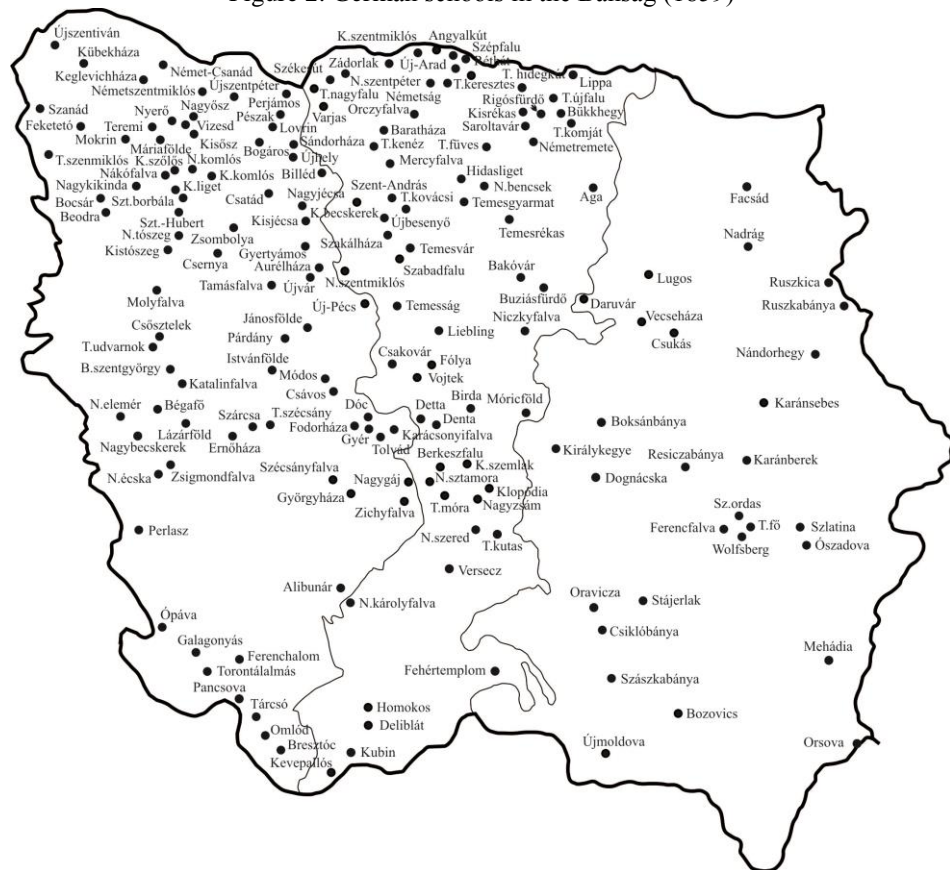 Figure 2. German schools in the Bánság (1859)
Újszentiván
Kübekháza
Keglevichháza
Német-Csanád
Németszentmiklós
Újszentpéter
Székesút
Zádorlak
K.szentmiklós
Angyalkút
Új-Arad
Szépfalu
Réthát
T. hidegkút
Lippa
Szanád
Feketetó
Nyerő
Nagyősz
Perjámos
T.nagyfalu
N.szentpéter
Németság
T.keresztes
Rigósfürdő
T.újfalu
Teremi
Vizesd
Pészak
Varjas
Orczyfalva
Kisrékas
Bükkhegy
Mokrin
Máriafölde
Kisősz
Lovrin
Sándorháza
Baratháza
Saroltavár
T.komját
T.szenmiklós
K.szőlős
N.komlós
Bogáros
Újhely
T.kenéz
T.füves
Németremete
Nákófalva
K.komlós
Billéd
Mercyfalva
Hidasliget
Nagykikinda
K.liget
Csatád
Nagyjécsa
Szent-András
T.kovácsi
N.bencsek
Aga
Facsád
Bocsár
Szt.borbála
Beodra
Szt.-Hubert
Kisjécsa
K.becskerek
Újbesenyő
Temesgyarmat
Temesrékas
N.tószeg
Zsombolya
Kistószeg
Csernya
Gyertyámos
Szakálháza
Temesvár
Szabadfalu
Nadrág
Aurélháza
Tamásfalva
Újvár
N.szentmiklós
Bakóvár
Buziásfürdő
Lugos
Ruszkica
Molyfalva
Új-Pécs
Temesság
Daruvár
Ruszkabánya
Csősztelek
T.udvarnok
Jánosfölde
Párdány
Liebling
Niczkyfalva
Vecseháza
Csukás
Nándorhegy
B.szentgyörgy
Istvánfölde
Csakovár
Fólya
Vojtek
Katalinfalva
Módos
Csávos
N.elemér
Bégafő
Szárcsa
T.szécsány
Dóc
Detta
Denta
Birda
Móricföld
Boksánbánya
Karánsebes
Nagybecskerek
Lázárföld
Ernőháza
Fodorháza
Gyér
Tolvád
Karácsonyifalva
Királykegye
Resiczabánya
Karánberek
N.écska
Zsigmondfalva
Szécsányfalva
Nagygáj
Berkeszfalu
K.szemlak
N.sztamora
Klopódia
Dognácska
Györgyháza
Zichyfalva
T.móra
Nagyzsám
Sz.ordas
Perlasz
N.szered
T.kutas
Ferencfalva
T.fő
Szlatina
Wolfsberg
Ószadova
Alibunár
Versecz
N.károlyfalva
Oravicza
Stájerlak
Ópáva
Csiklóbánya
Galagonyás
Ferenchalom
Torontálalmás
Fehértemplom
Szászkabánya
Mehádia
Pancsova
Tárcsó
Homokos
Deliblát
Bozovics
Omlód
Bresztóc
Kubin
Újmoldova
Orsova
Kevepallós